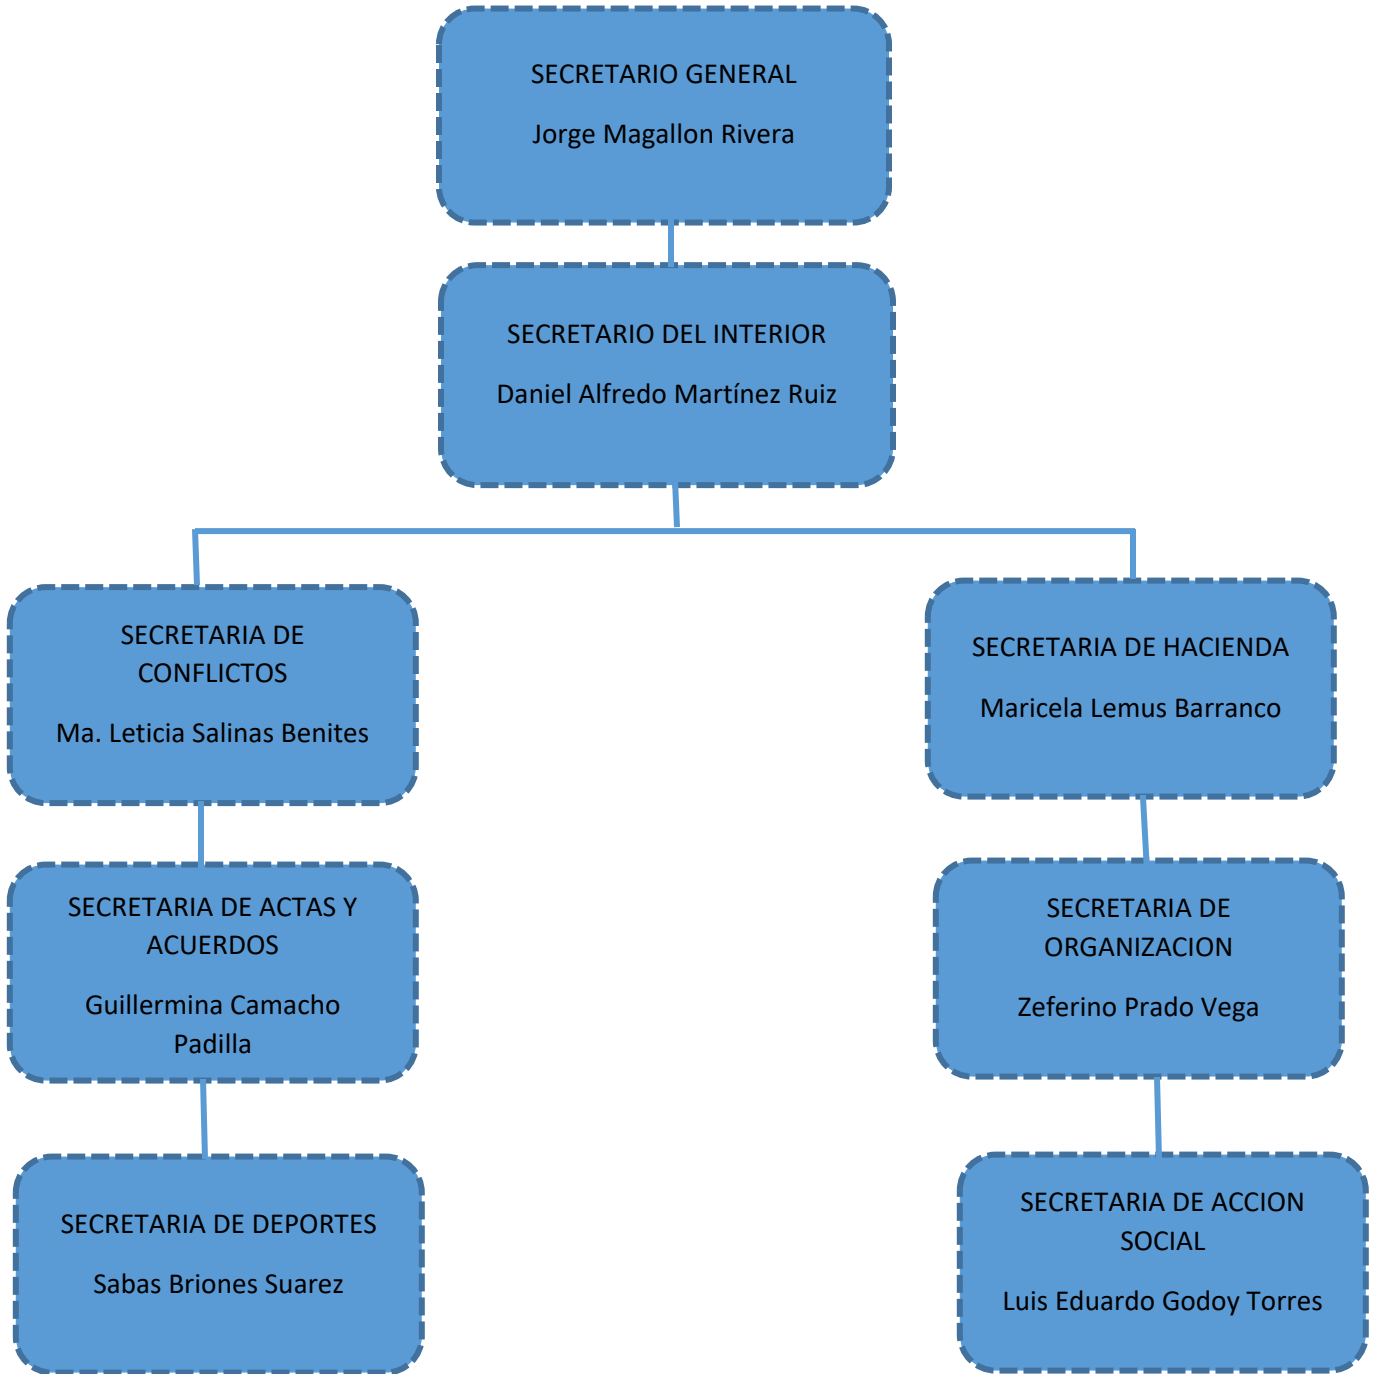 SECRETARIO GENERAL
Jorge Magallon Rivera
SECRETARIO DEL INTERIOR
Daniel Alfredo Martínez Ruiz
SECRETARIA DE
CONFLICTOS
Ma. Leticia Salinas Benites
SECRETARIA DE HACIENDA
Maricela Lemus Barranco
SECRETARIA DE ACTAS Y
ACUERDOS
Guillermina Camacho
Padilla
SECRETARIA DE
ORGANIZACION
Zeferino Prado Vega
SECRETARIA DE DEPORTES
Sabas Briones Suarez
SECRETARIA DE ACCION
SOCIAL
Luis Eduardo Godoy Torres